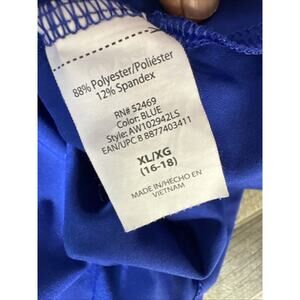 88% Polyester/Poliéster
12% Spandex
RN# 52469
Color: BLUE
Style: AW102942LS
EAN/UPC B 8877403411
XL/XG
(16-18)
MADE IN/HECHO EN
VIETNAM